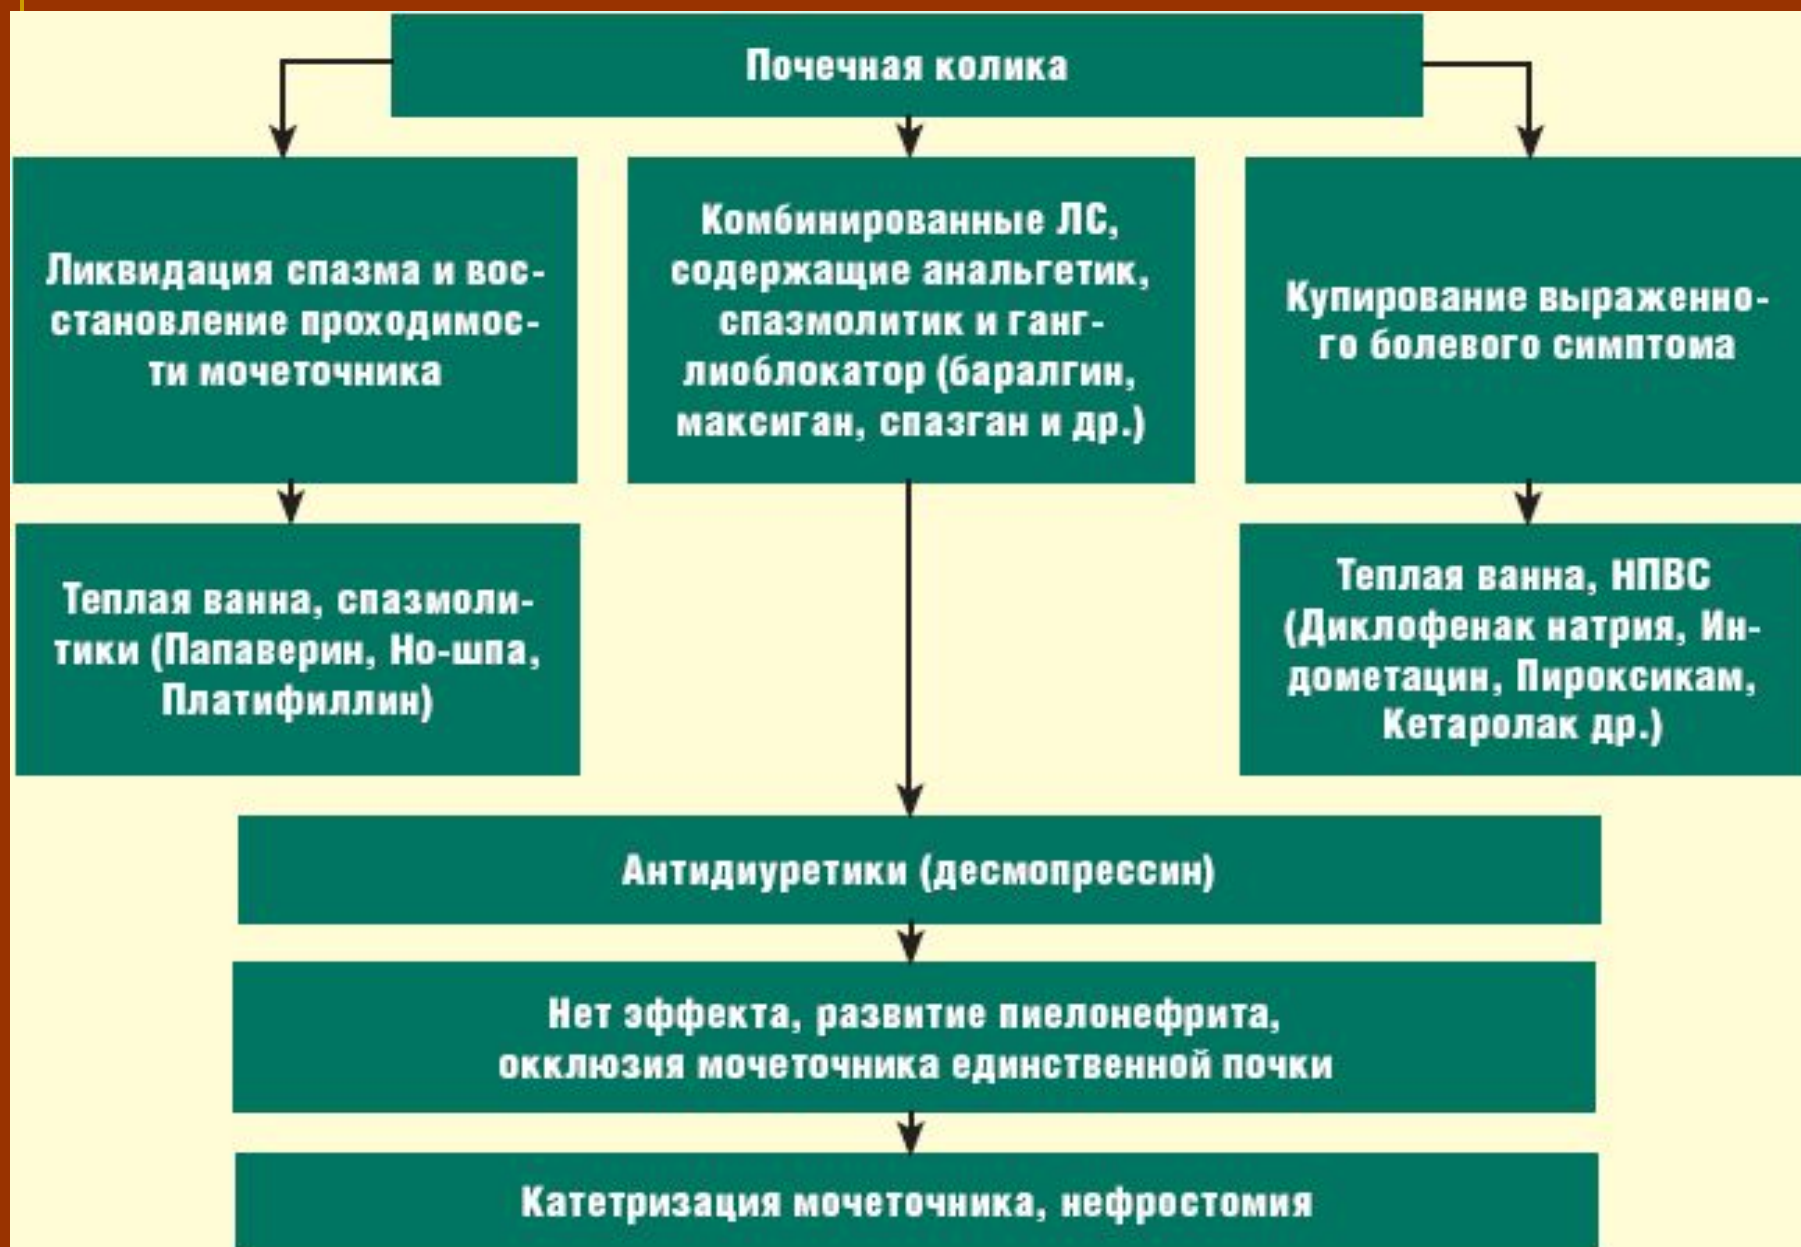 Почечная колика
Ликвидация спазма и вос-
становление проходимос-
ти мочеточника
Комбинированные ЛС,
содержащие анальгетик,
спазмолитик и ганг-
лиоблокатор (баралгин,
максиган, спазган и др.)
Купирование выраженно-
го болевого симптома
Теплая ванна, спазмоли-
тики (Папаверин, Но-шпа,
Платифиллин)
Теплая ванна, НПВС
(Диклофенак натрия, Ин-
дометацин, Пироксикам,
Кетаролак др.)
Антидиуретики (десмопрессин)
Нет эффекта, развитие пиелонефрита,
окклюзия мочеточника единственной почки
Катетризация мочеточника, нефростомия